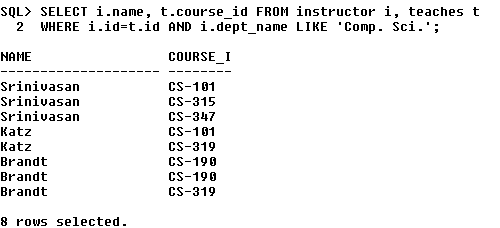 SQL> SELECT i.name, t.course_id FROM instructor i, teaches t
  2  WHERE i.id=t.id AND i.dept_name LIKE 'Comp. Sci.';
NAME                 COURSE_I
-------------------- --------
Srinivasan           CS-101
Srinivasan           CS-315
Srinivasan           CS-347
Katz                 CS-101
Katz                 CS-319
Brandt               CS-190
Brandt               CS-190
Brandt               CS-319
8 rows selected.